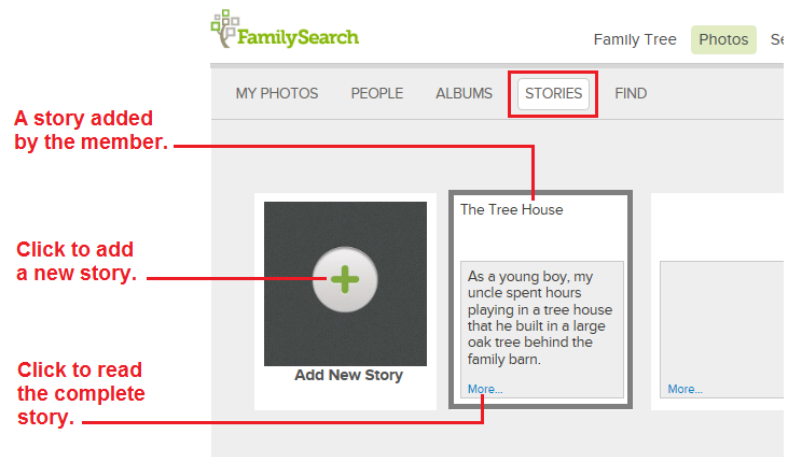 FamilySearch
Family Tree Photos
MY PHOTOS PEOPLE ALBUMS STORIES FIND
A story added
by the member.
The Tree House
Click to add
a new story.
As a young boy, my
uncle spent hours
playing in a tree house
that he built in a large
oak tree behind the
family barn.
Add New Story
Click to read
the complete
story.
More...
More...